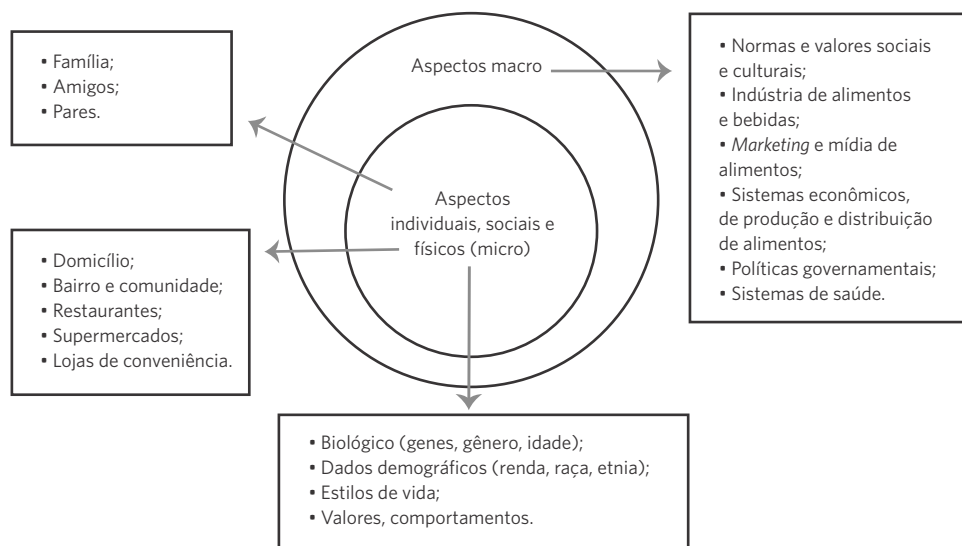 • Família;
• Amigos;
• Pares.
Aspectos macro
• Normas e valores sociais
e culturais;
• Indústria de alimentos
e bebidas;
• Marketing e mídia de
alimentos;
• Sistemas econômicos,
de produção e distribuição
de alimentos;
• Políticas governamentais;
• Sistemas de saúde.
Aspectos
individuais, sociais e
físicos (micro)
• Domicílio;
• Bairro e comunidade;
• Restaurantes;
• Supermercados;
• Lojas de conveniência.
• Biológico (genes, gênero, idade);
• Dados demográficos (renda, raça, etnia);
• Estilos de vida;
• Valores, comportamentos.